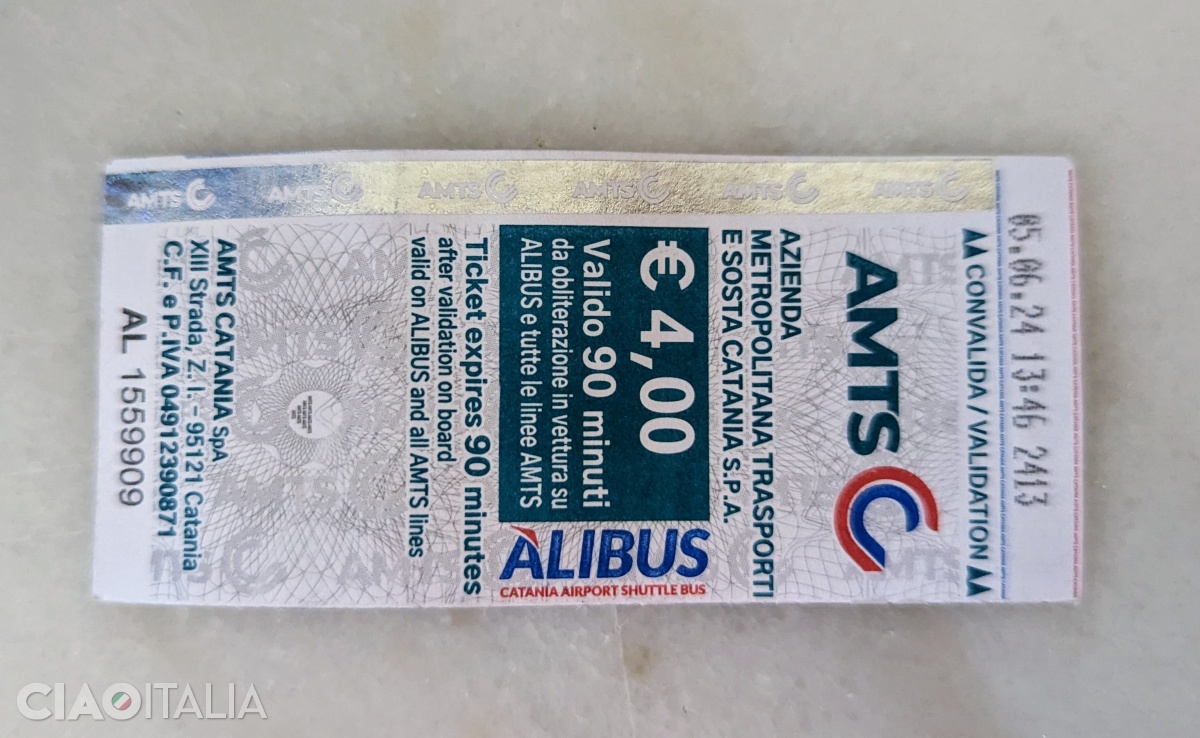 05.06.24 13:46 2413
CONVALIDA / VALIDATION
AMTS
AZIENDA
METROPOLITANA TRASPORTI
E SOSTA CATANIA S.P.A.
€ 4,00
Valido 90 minuti
da obliterazione in vettura su
ALIBUS e tutte le linee AMTS
ALIBUS
CATANIA AIRPORT SHUTTLE BUS
Ticket expires 90 minutes
after validation on board
valid on ALIBUS and all AMTS lines
AMTS CATANIA SpA
XIII Strada, Z. I. - 95121 Catania
C.F. e P.IVA 04912390871
AL 1559909
AMTS AMTS AMTS AMTS AMTS AMTS
CIAOITALIA